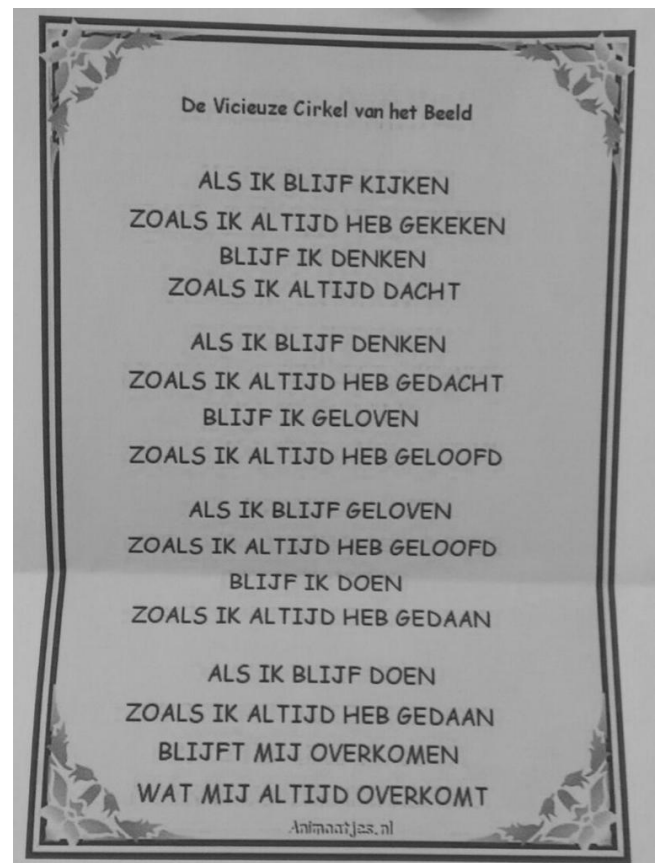 De Vicieuze Cirkel van het Beeld
ALS IK BLIJF KIJKEN
ZOALS IK ALTIJD HEB GEKEKEN
BLIJF IK DENKEN
ZOALS IK ALTIJD DACHT
ALS IK BLIJF DENKEN
ZOALS IK ALTIJD HEB GEDACHT
BLIJF IK GELOVEN
ZOALS IK ALTIJD HEB GELOOFD
ALS IK BLIJF GELOVEN
ZOALS IK ALTIJD HEB GELOOFD
BLIJF IK DOEN
ZOALS IK ALTIJD HEB GEDAAN
ALS IK BLIJF DOEN
ZOALS IK ALTIJD HEB GEDAAN
BLIJFT MIJ OVERKOMEN
WAT MIJ ALTIJD OVERKOMT
Animaatjes.nl